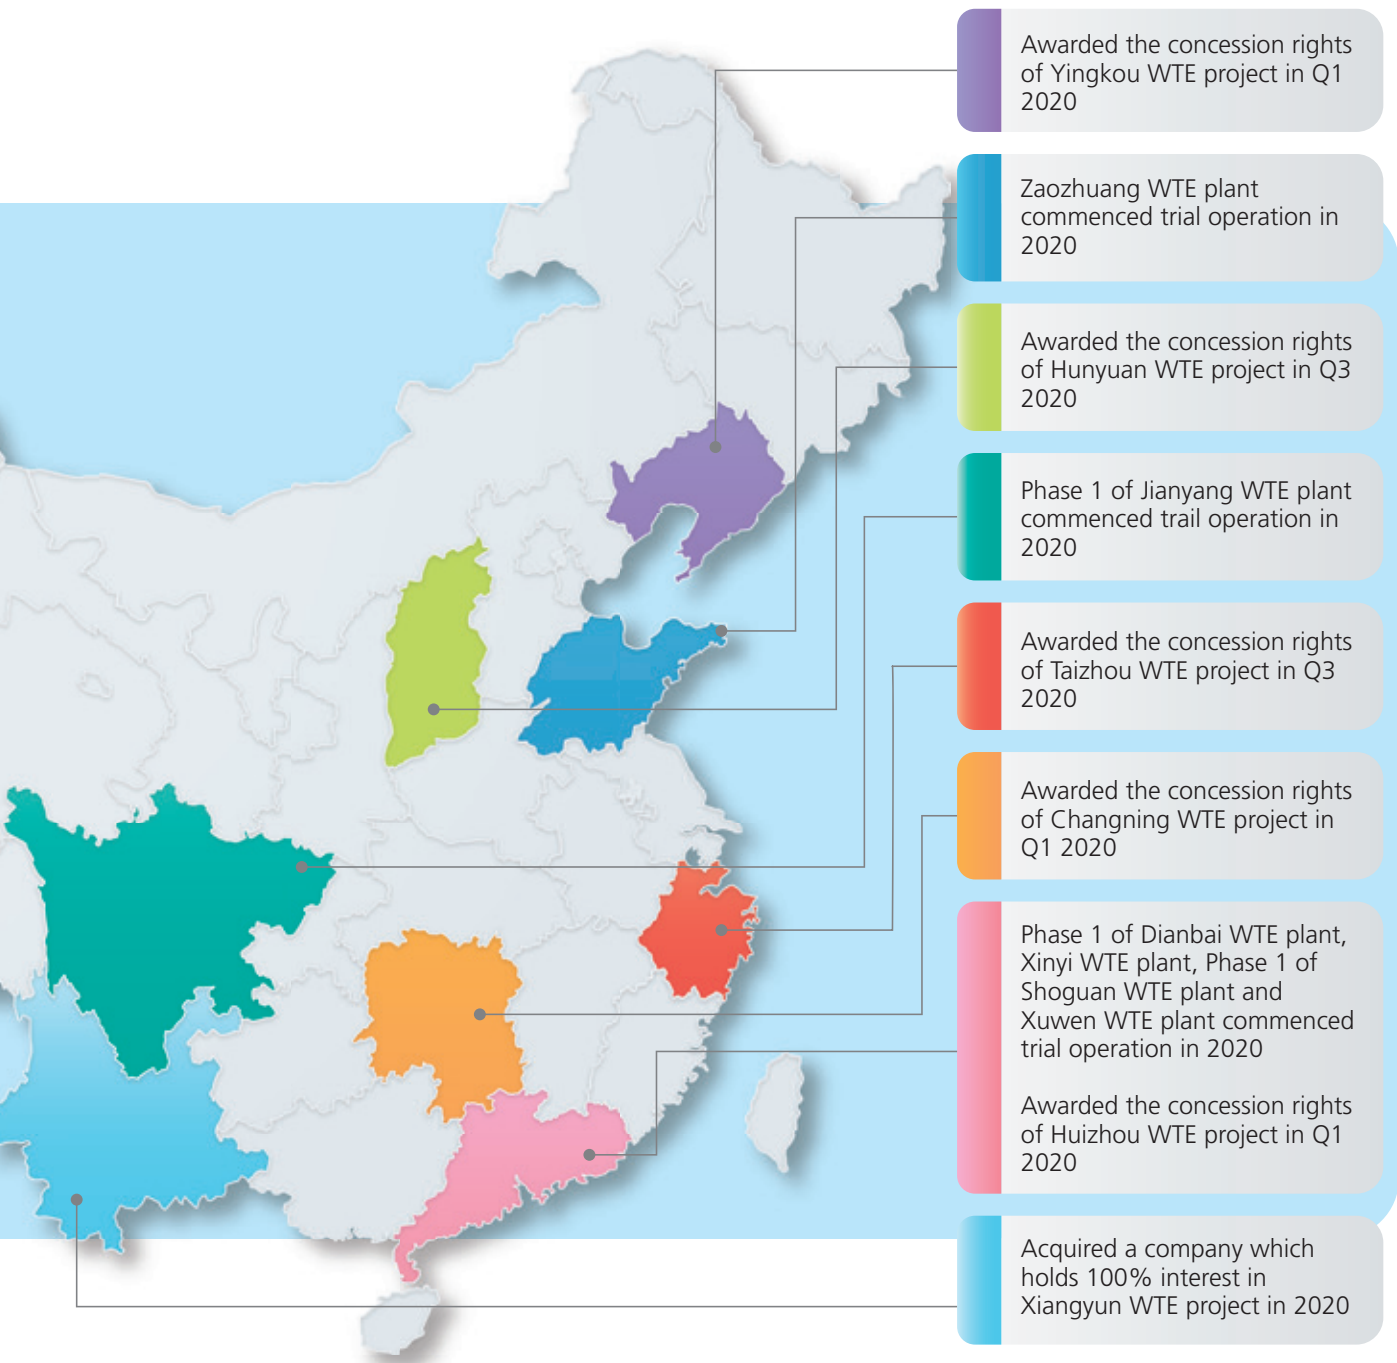 Awarded the concession rights
of Yingkou WTE project in Q1
2020
Zaozhuang WTE plant
commenced trial operation in
2020
Awarded the concession rights
of Hunyuan WTE project in Q3
2020
Phase 1 of Jianyang WTE plant
commenced trail operation in
2020
Awarded the concession rights
of Taizhou WTE project in Q3
2020
Awarded the concession rights
of Changning WTE project in
Q1 2020
Phase 1 of Dianbai WTE plant,
Xinyi WTE plant, Phase 1 of
Shoguan WTE plant and
Xuwen WTE plant commenced
trial operation in 2020
Awarded the concession rights
of Huizhou WTE project in Q1
2020
Acquired a company which
holds 100% interest in
Xiangyun WTE project in 2020